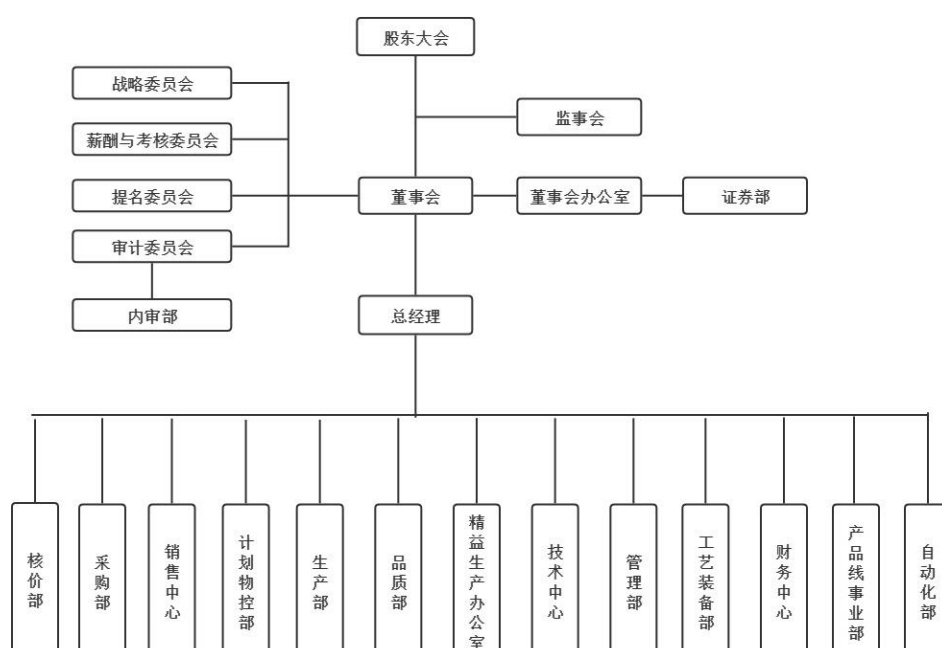 股东大会
战略委员会
监事会
薪酬与考核委员会
提名委员会
董事会
董事会办公室
证券部
审计委员会
内审部
总经理
核价部
采购部
销售中心
计划物控部
生产部
品质部
精益生产办公室
技术中心
管理部
工艺装备部
财务中心
产品线事业部
自动化部